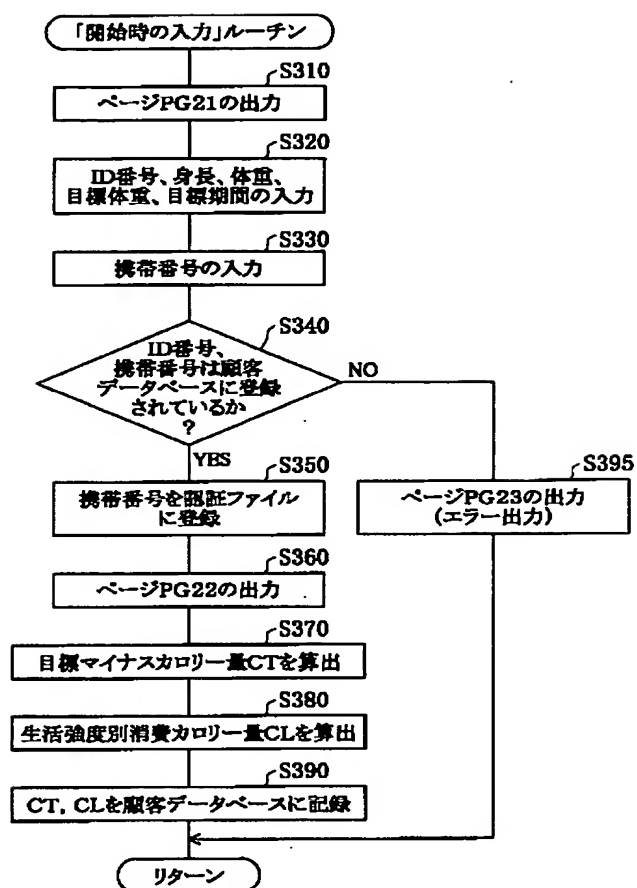 「開始時の入力」ルーチン
S310
ページPG21の出力
S320
ID番号、身長、体重、
目標体重、目標期間の入力
S330
携帯番号の入力
S340
ID番号、
携帯番号は顧客
データベースに登録
されているか
?
NO
YES
S350
携帯番号を認証ファイル
に登録
S395
ページPG23の出力
(エラー出力)
S360
ページPG22の出力
S370
目標マイナスカロリー量CTを算出
S380
生活強度別消費カロリー量CLを算出
S390
CT, CLを顧客データベースに記録
リターン